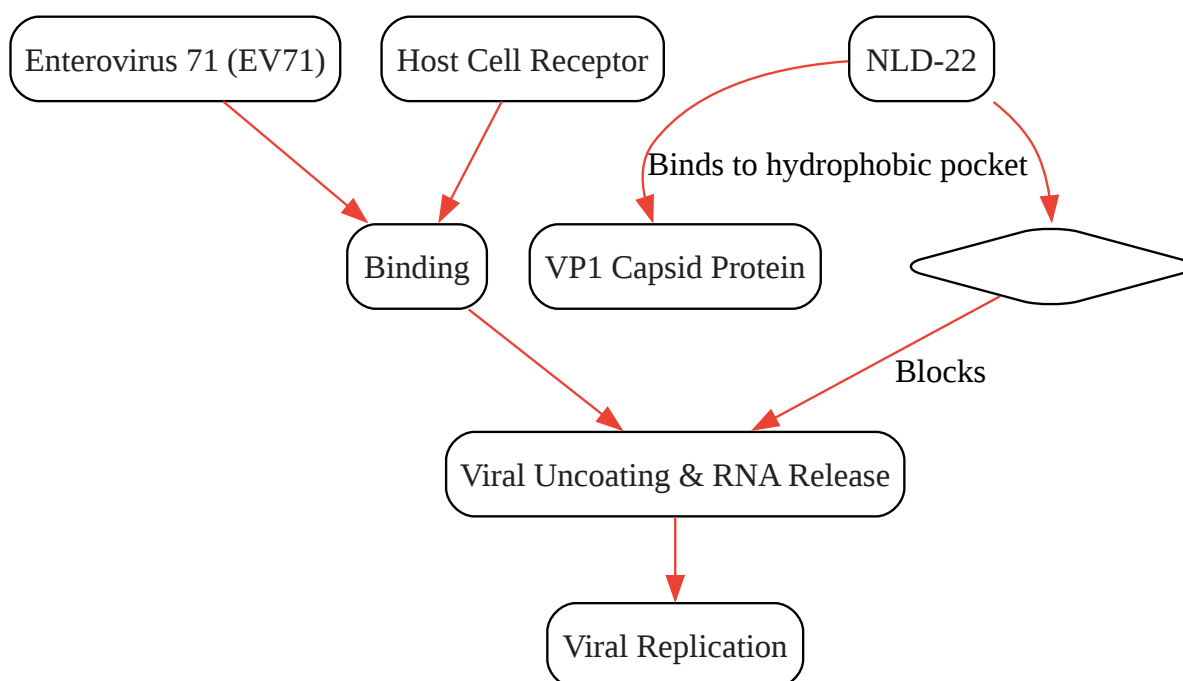 Enterovirus 71 (EV71)
Host Cell Receptor
NLD-22
Binds to hydrophobic pocket
Binding
VP1 Capsid Protein
Blocks
Viral Uncoating & RNA Release
Viral Replication